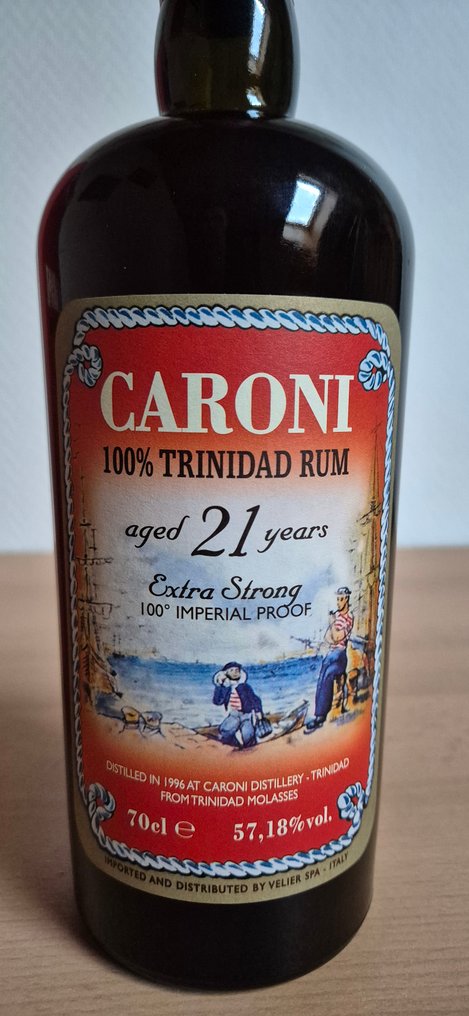 CARONI
100% TRINIDAD RUM
aged 21 years
Extra Strong
100° IMPERIAL PROOF
DISTILLED IN 1996 AT CARONI DISTILLERY - TRINIDAD
FROM TRINIDAD MOLASSES
70cl ℮ 57,18% vol.
IMPORTED AND DISTRIBUTED BY VELIER SPA - ITALY